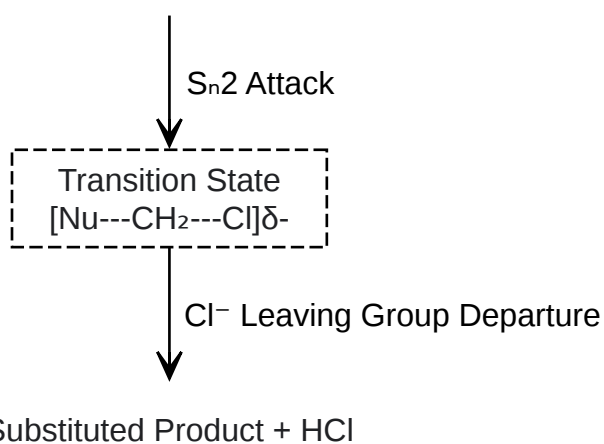 Sₙ2 Attack
Transition State
[Nu---CH₂---Cl]δ-
Cl⁻ Leaving Group Departure
Substituted Product + HCl